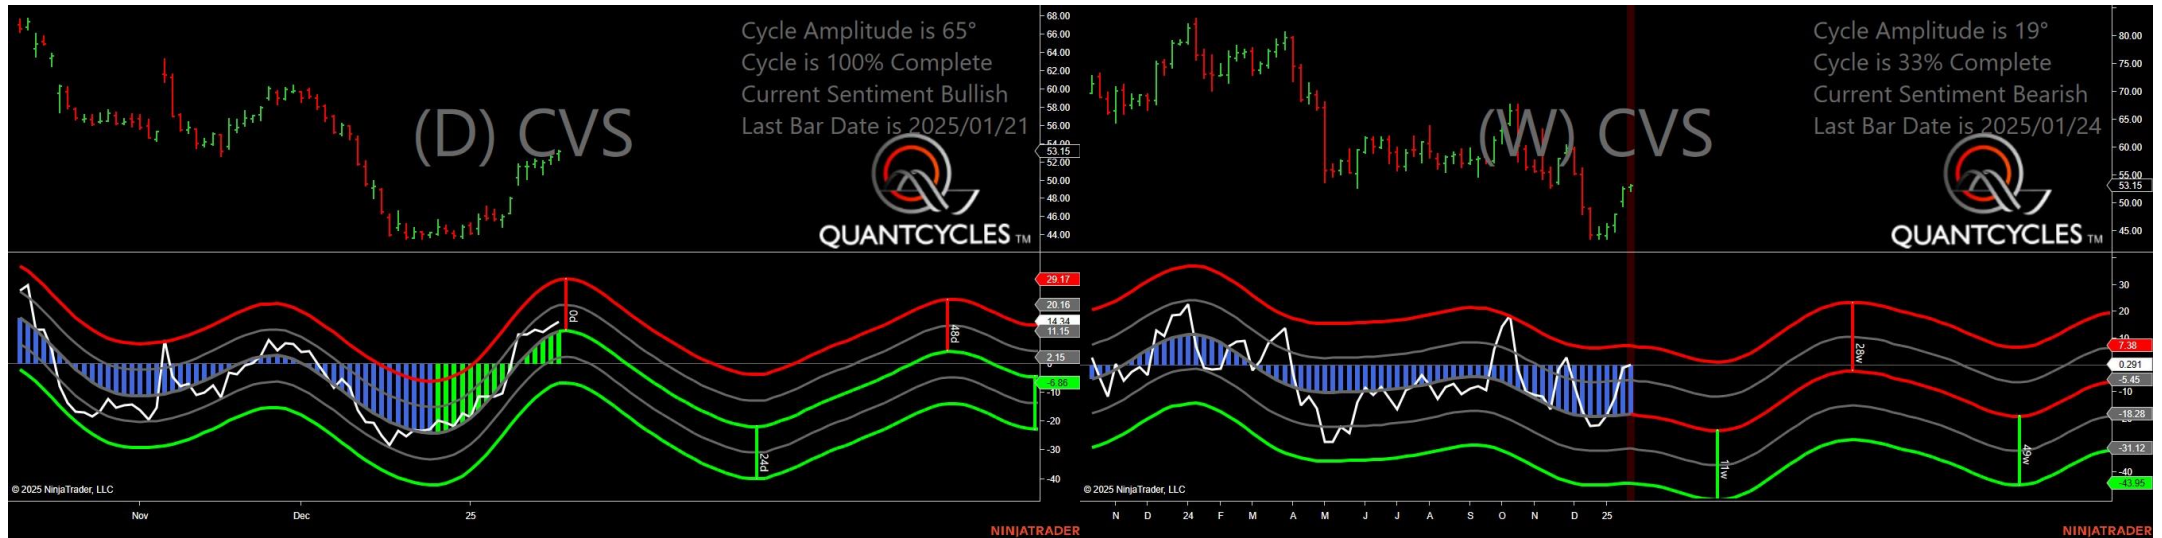 Cycle Amplitude is 65°
Cycle is 100% Complete
Current Sentiment Bullish
Last Bar Date is 2025/01/21
(D) CVS
QUANTCYCLES TM
68.00
66.00
64.00
62.00
60.00
58.00
56.00
54.00
53.15
52.00
50.00
48.00
46.00
44.00
29.17
20.16
14.34
11.15
2.15
0
-6.86
-10
-20
-30
-40
0d
48d
24d
© 2025 NinjaTrader, LLC
Nov
Dec
25
NINJATRADER
Cycle Amplitude is 19°
Cycle is 33% Complete
Current Sentiment Bearish
Last Bar Date is 2025/01/24
(W) CVS
QUANTCYCLES TM
80.00
75.00
70.00
65.00
60.00
55.00
53.15
50.00
45.00
30
20
10
7.38
0.291
-5.45
-10
-18.28
-20
-31.12
-40
-43.95
28w
11w
49w
© 2025 NinjaTrader, LLC
N D 24 F M A M J J A S O N D 25
NINJATRADER